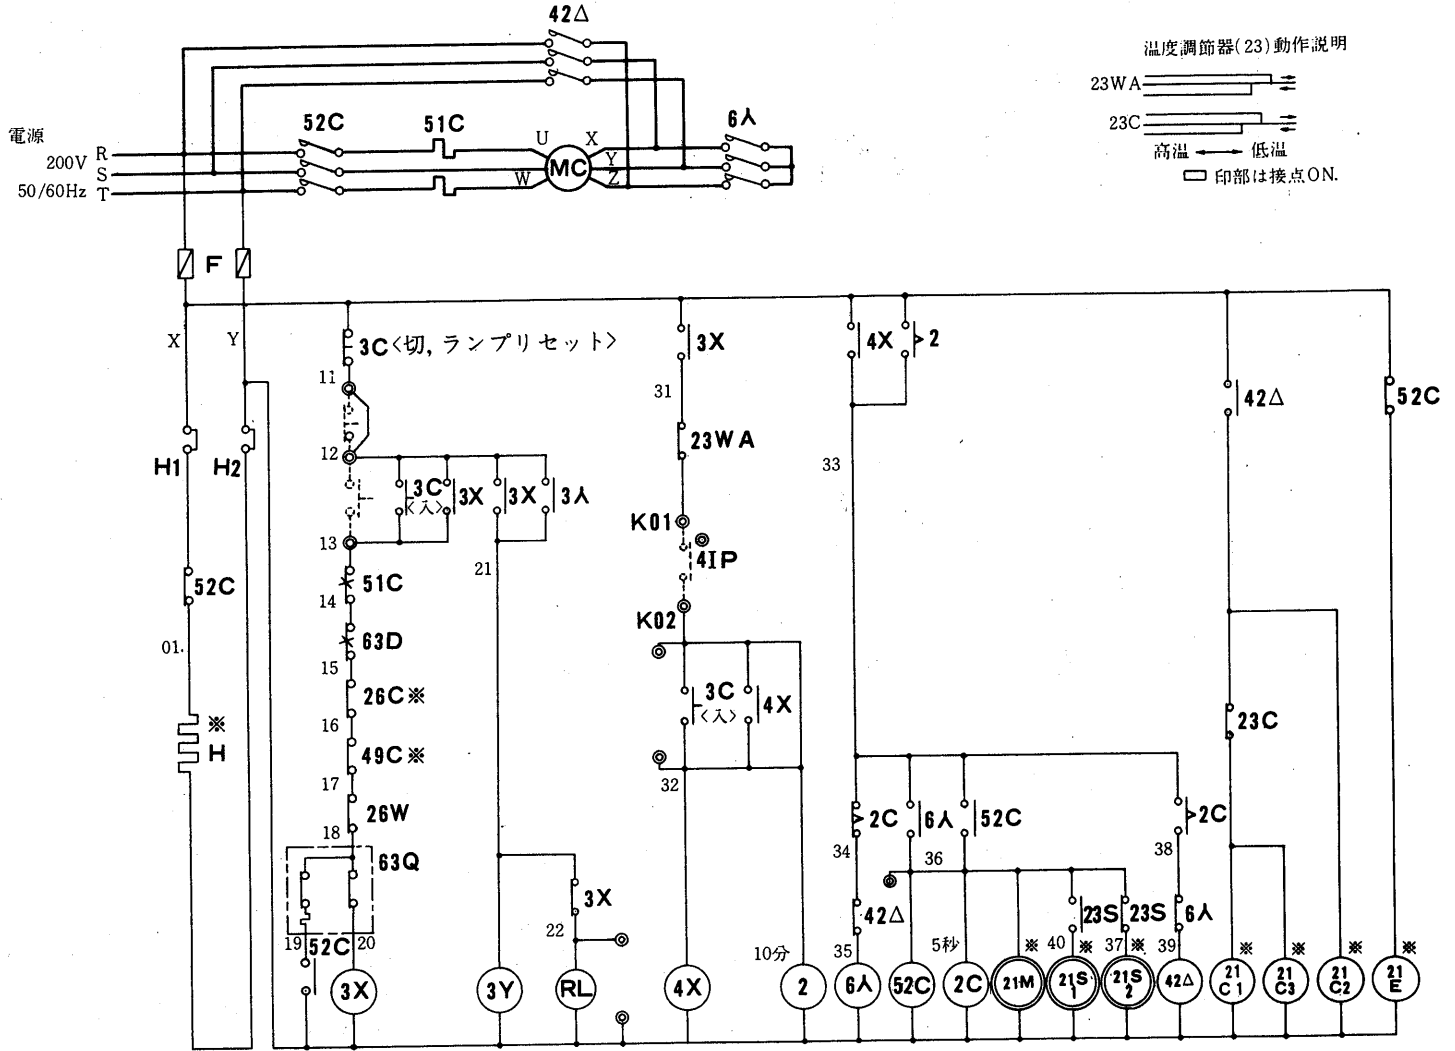 42△
温度調節器(23)動作説明
23WA
23C
高温 低温
印部は接点ON.
電源
200V
50/60Hz
R
S
T
52C
51C
U
X
Y
W
Z
MC
6人
F
X
Y
H1
H2
52C
01.
※
H
3C<切, ランプリセット>
11
12
3C
<入>
3X
3X
3人
13
21
51C
14
63D
15
26C※
16
49C※
17
26W
18
63Q
19
52C
20
3X
3Y
3X
22
RL
3X
31
23WA
K01
4IP
K02
3C
<入>
4X
32
4X
10分
2
4X
2
33
2C
6人
52C
2C
34
36
38
42△
23S
23S
6人
35
5秒
※
40
※
37
※
39
6人
52C
2C
21M
21S
1
21S
2
42△
42△
52C
23C
※
21
C1
※
21
C3
※
21
C2
※
21
E